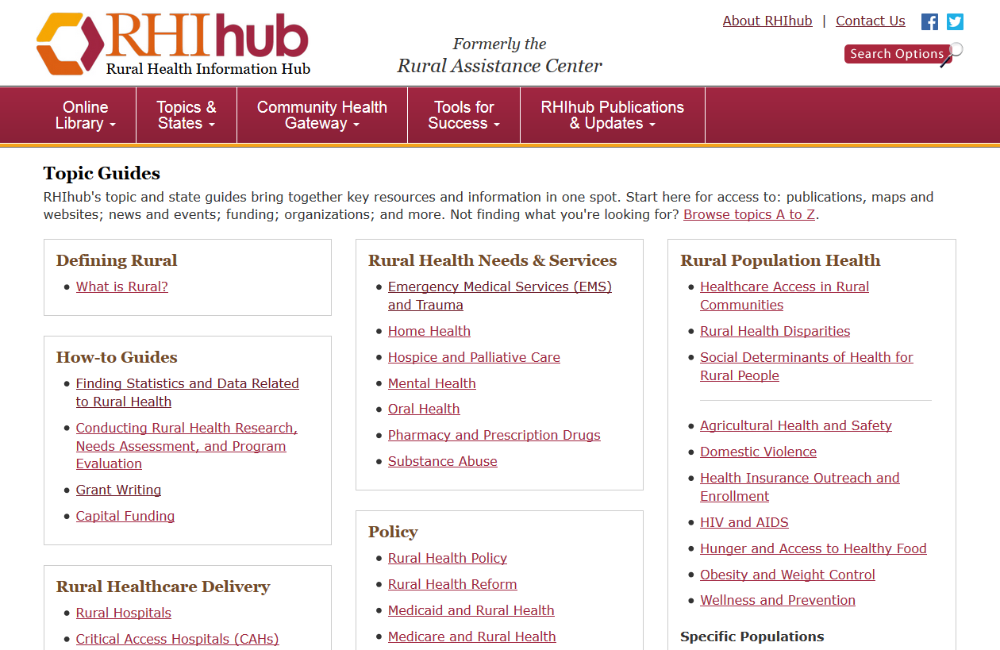 RHIhub
Rural Health Information Hub
Formerly the
Rural Assistance Center
About RHIhub | Contact Us
Search Options
Online
Library
Topics &
States
Community Health
Gateway
Tools for
Success
RHIhub Publications
& Updates
Topic Guides
RHIhub's topic and state guides bring together key resources and information in one spot. Start here for access to: publications, maps and
websites; news and events; funding; organizations; and more. Not finding what you're looking for? Browse topics A to Z.
Defining Rural
• What is Rural?
How-to Guides
• Finding Statistics and Data Related
to Rural Health
• Conducting Rural Health Research,
Needs Assessment, and Program
Evaluation
• Grant Writing
• Capital Funding
Rural Healthcare Delivery
• Rural Hospitals
• Critical Access Hospitals (CAHs)
Rural Health Needs & Services
• Emergency Medical Services (EMS)
and Trauma
• Home Health
• Hospice and Palliative Care
• Mental Health
• Oral Health
• Pharmacy and Prescription Drugs
• Substance Abuse
Policy
• Rural Health Policy
• Rural Health Reform
• Medicaid and Rural Health
• Medicare and Rural Health
Rural Population Health
• Healthcare Access in Rural
Communities
• Rural Health Disparities
• Social Determinants of Health for
Rural People
• Agricultural Health and Safety
• Domestic Violence
• Health Insurance Outreach and
Enrollment
• HIV and AIDS
• Hunger and Access to Healthy Food
• Obesity and Weight Control
• Wellness and Prevention
Specific Populations